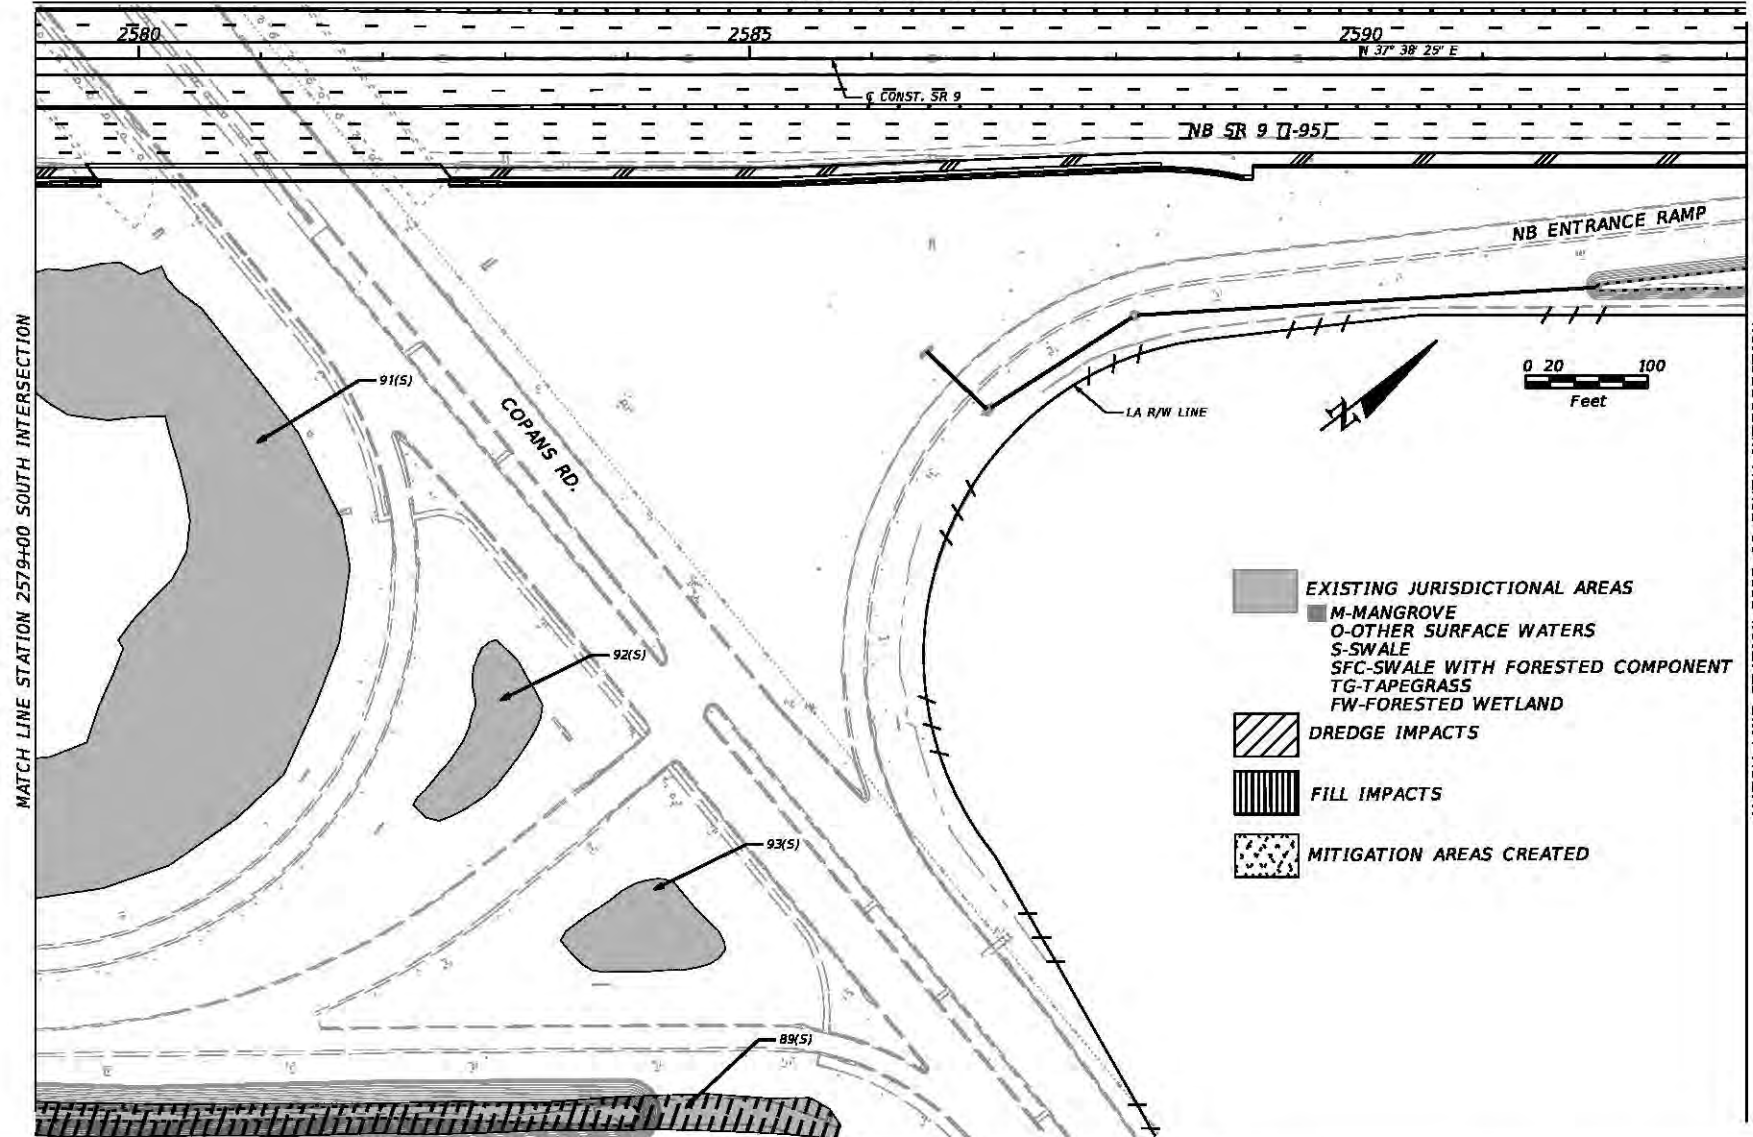 2580
2585
2590
N 37° 38' 25" E
₵ CONST. SR 9
NB SR 9 (I-95)
NB ENTRANCE RAMP
MATCH LINE STATION 2579+00 SOUTH INTERSECTION
91(S)
COPANS RD.
LA R/W LINE
N
0 20 100
Feet
92(S)
93(S)
89(S)
EXISTING JURISDICTIONAL AREAS
M-MANGROVE
O-OTHER SURFACE WATERS
S-SWALE
SFC-SWALE WITH FORESTED COMPONENT
TG-TAPEGRASS
FW-FORESTED WETLAND
DREDGE IMPACTS
FILL IMPACTS
MITIGATION AREAS CREATED